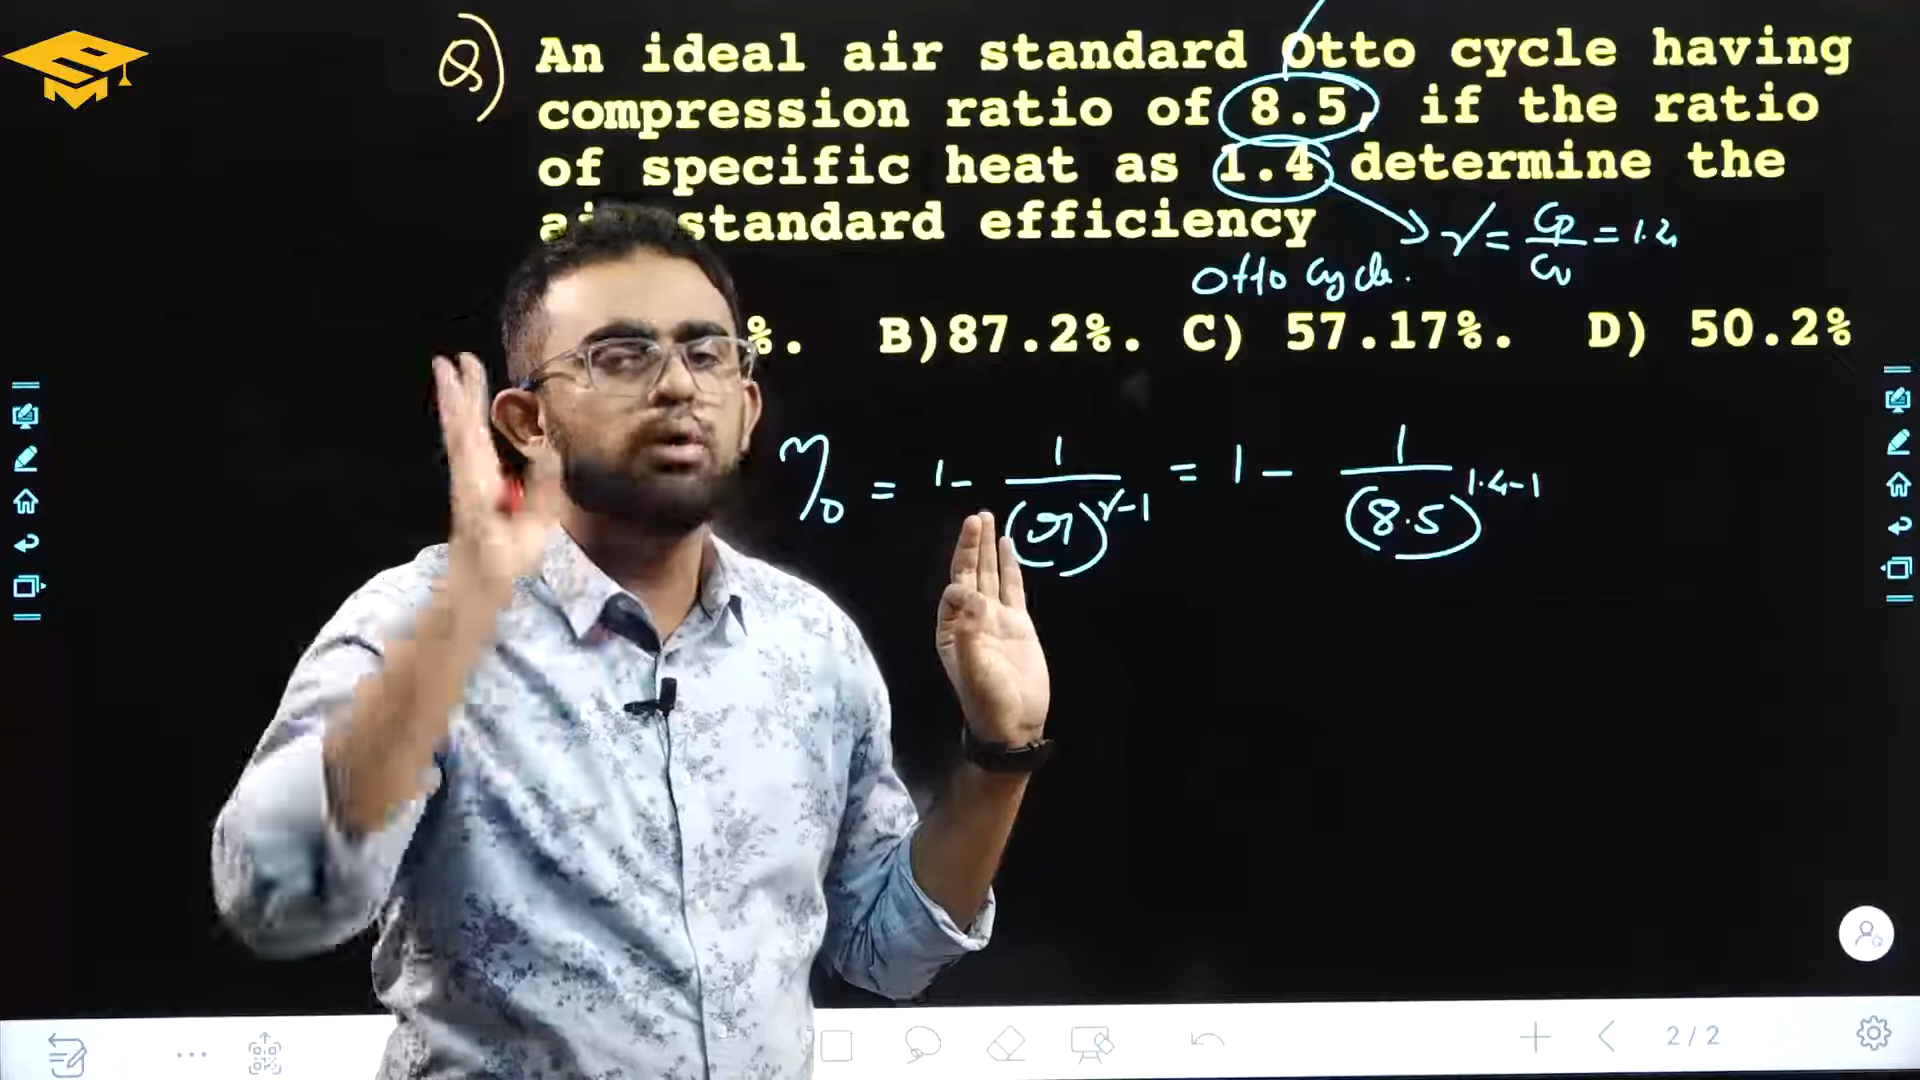 Q) An ideal air standard Otto cycle having
compression ratio of 8.5, if the ratio
of specific heat as 1.4 determine the
air standard efficiency
γ = Cp/Cv = 1.4
Otto Cycle.
%. B)87.2%. C) 57.17%. D) 50.2%
η₀ = 1 - 1/(r)^γ-1 = 1 - 1/(8.5)^1.4-1
2/2